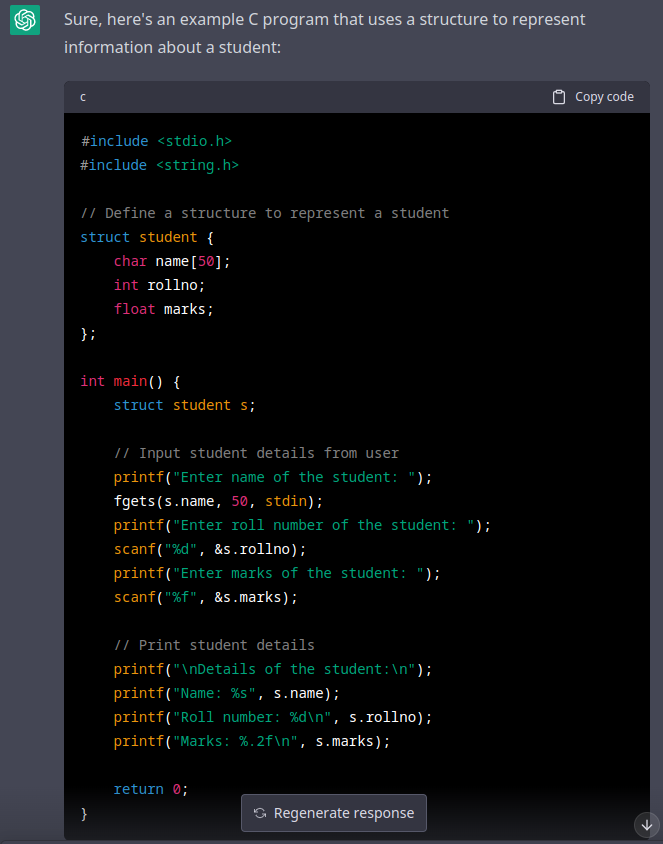 Sure, here's an example C program that uses a structure to represent
information about a student:
c
Copy code
#include <stdio.h>
#include <string.h>
// Define a structure to represent a student
struct student {
    char name[50];
    int rollno;
    float marks;
};
int main() {
    struct student s;
    // Input student details from user
    printf("Enter name of the student: ");
    fgets(s.name, 50, stdin);
    printf("Enter roll number of the student: ");
    scanf("%d", &s.rollno);
    printf("Enter marks of the student: ");
    scanf("%f", &s.marks);
    // Print student details
    printf("\nDetails of the student:\n");
    printf("Name: %s", s.name);
    printf("Roll number: %d\n", s.rollno);
    printf("Marks: %.2f\n", s.marks);
    return 0;
}
Regenerate response